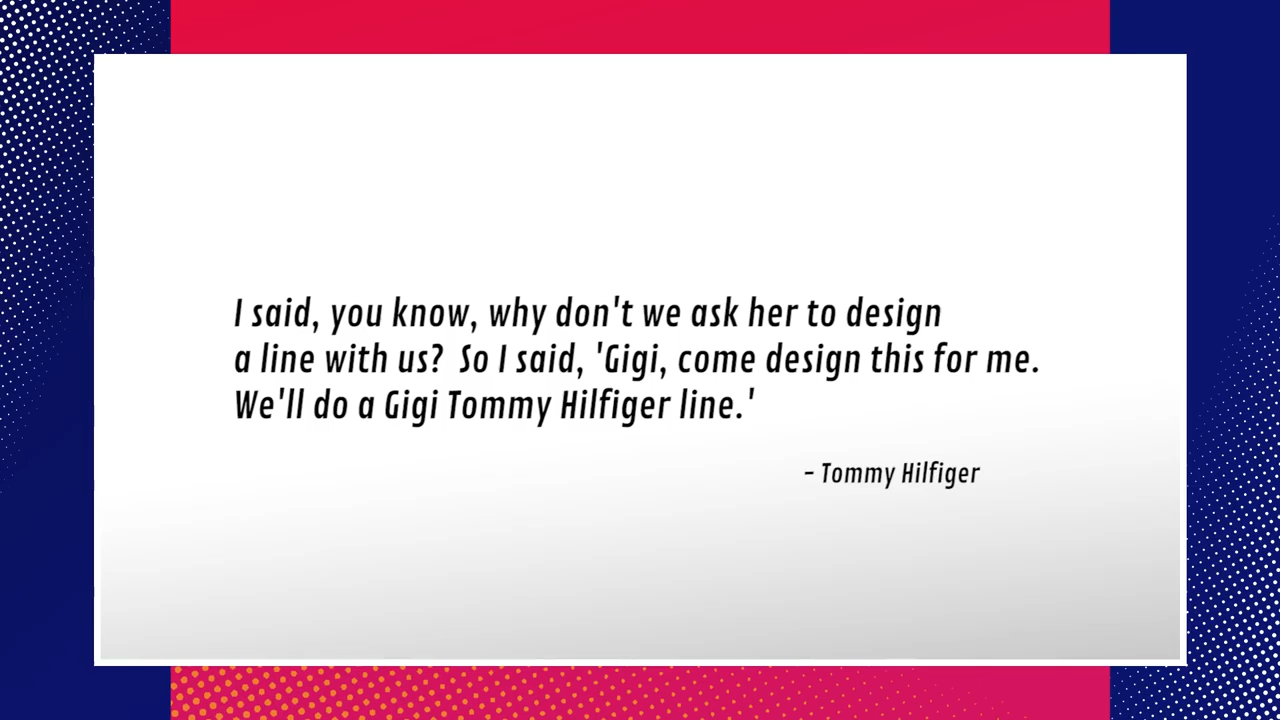 I said, you know, why don't we ask her to design
a line with us?  So I said, 'Gigi, come design this for me.
We'll do a Gigi Tommy Hilfiger line.'
- Tommy Hilfiger